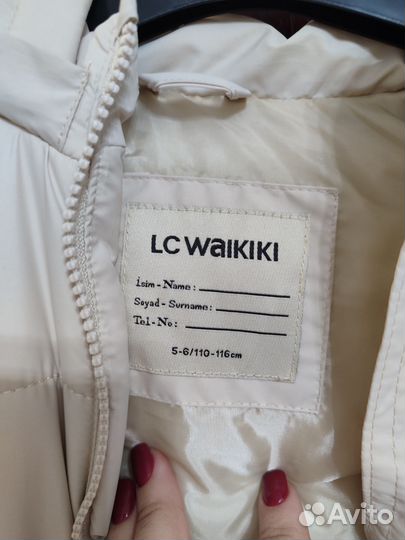 LC WAIKIKI
İsim - Name :
Soyad - Surname :
Tel - No :
5-6/110-116cm
Avito